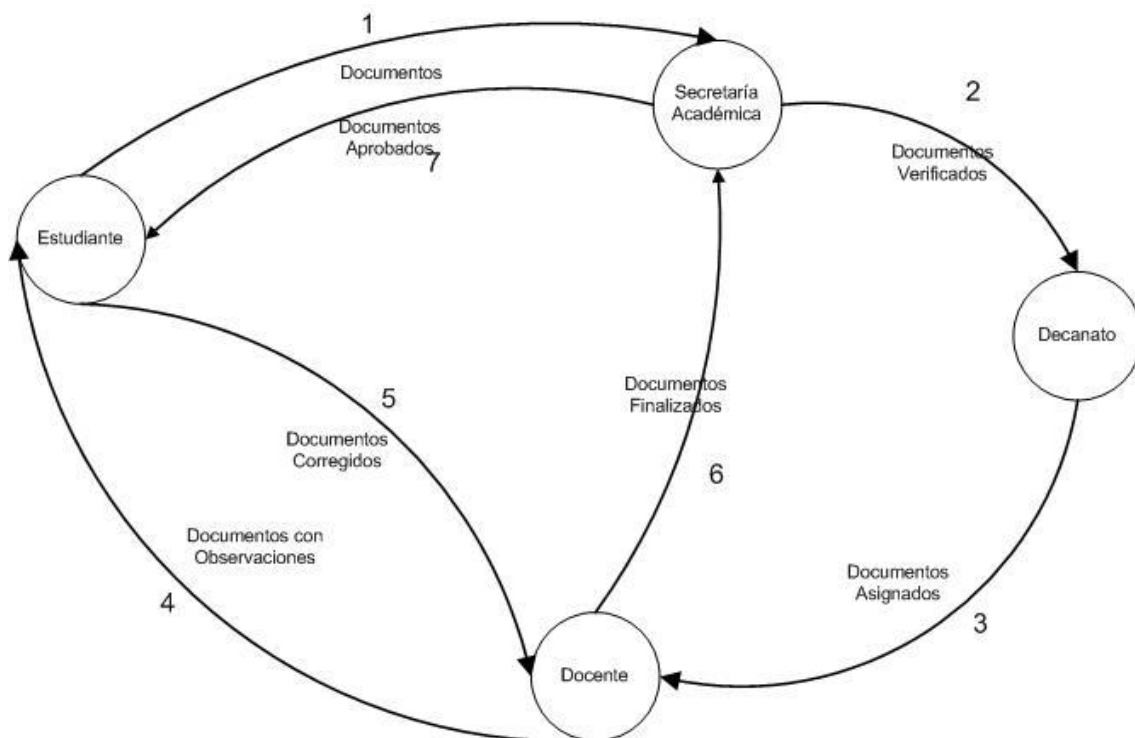 1
Documentos
Secretaría
Académica
2
Documentos
Aprobados
7
Documentos
Verificados
Estudiante
Decanato
5
Documentos
Corregidos
Documentos
Finalizados
6
Documentos con
Observaciones
4
Documentos
Asignados
3
Docente